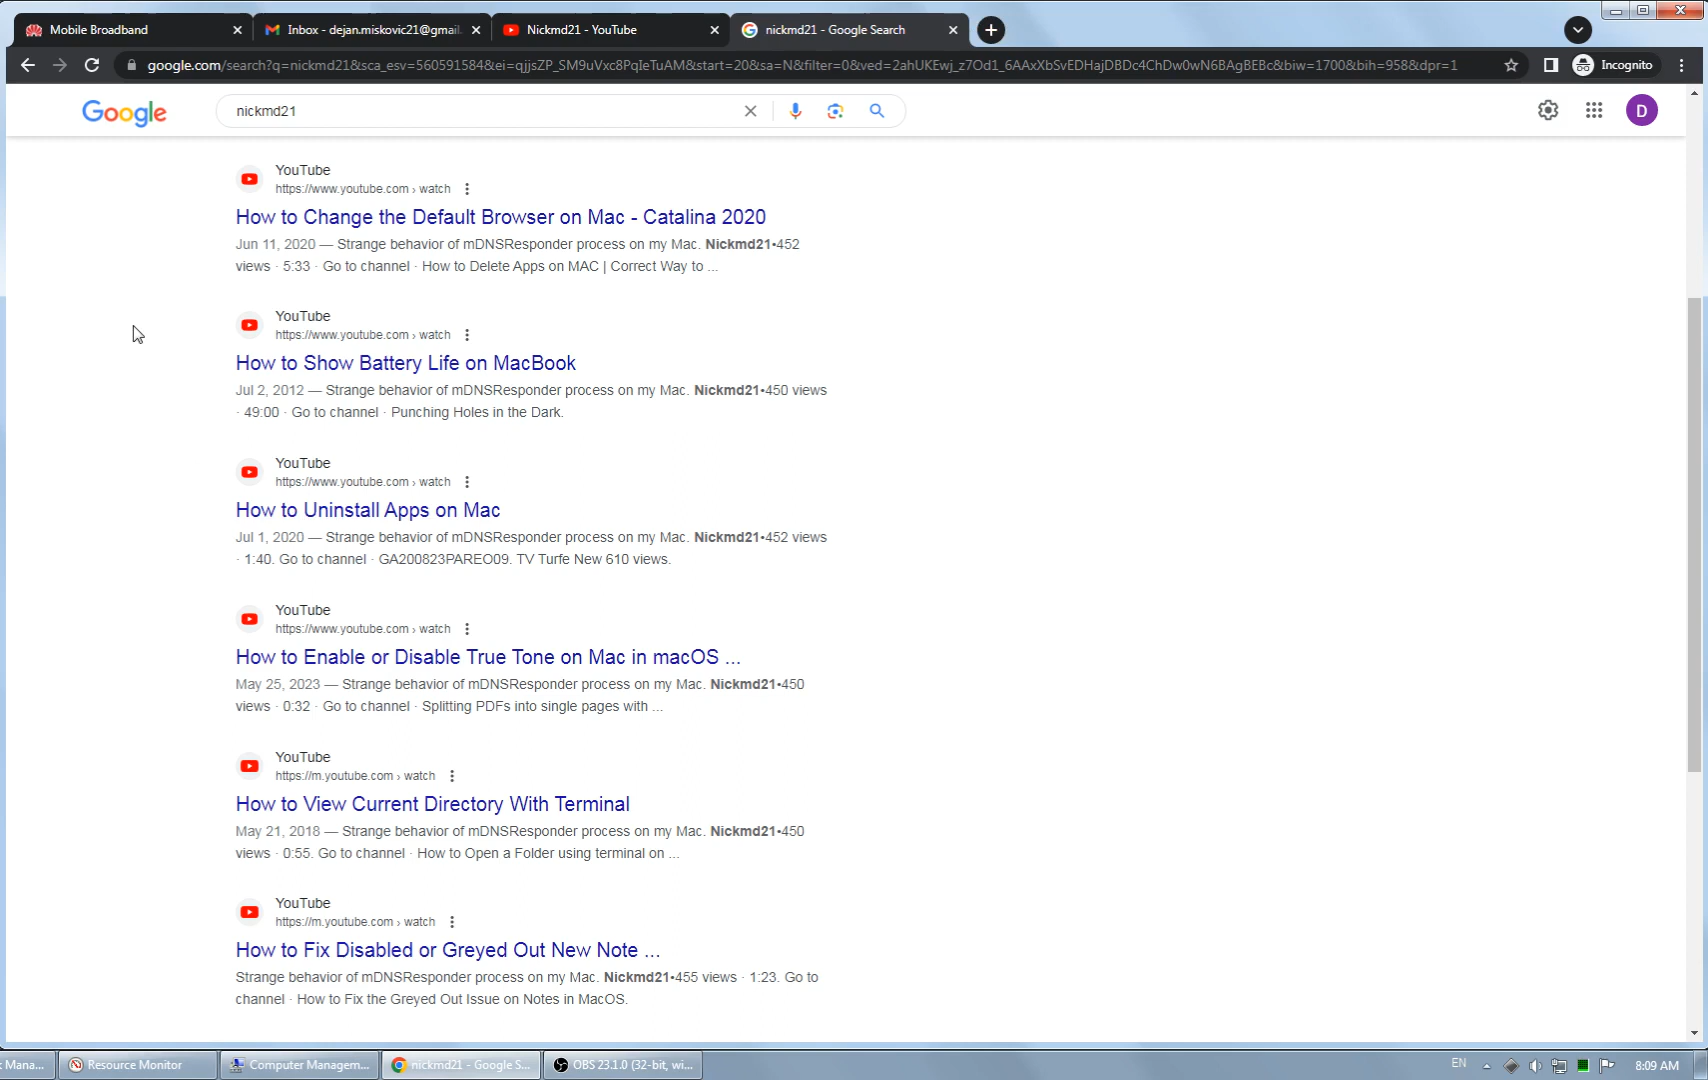 Mobile Broadband
Inbox - dejan.miskovic21@gmail.
Nickmd21 - YouTube
nickmd21 - Google Search
google.com/search?q=nickmd21&sca_esv=560591584&ei=qjjsZP_SM9uVxc8PqIeTuAM&start=20&sa=N&filter=0&ved=2ahUKEwj_z7Od1_6AAxXbSvEDHajDBDc4ChDw0wN6BAgBEBc&biw=1700&bih=958&dpr=1
Incognito
Google
nickmd21
D
YouTube
https://www.youtube.com › watch
How to Change the Default Browser on Mac - Catalina 2020
Jun 11, 2020 — Strange behavior of mDNSResponder process on my Mac. Nickmd21•452
views · 5:33 · Go to channel · How to Delete Apps on MAC | Correct Way to ...
YouTube
https://www.youtube.com › watch
How to Show Battery Life on MacBook
Jul 2, 2012 — Strange behavior of mDNSResponder process on my Mac. Nickmd21•450 views
· 49:00 · Go to channel · Punching Holes in the Dark.
YouTube
https://www.youtube.com › watch
How to Uninstall Apps on Mac
Jul 1, 2020 — Strange behavior of mDNSResponder process on my Mac. Nickmd21•452 views
· 1:40. Go to channel · GA200823PAREO09. TV Turfe New 610 views.
YouTube
https://www.youtube.com › watch
How to Enable or Disable True Tone on Mac in macOS ...
May 25, 2023 — Strange behavior of mDNSResponder process on my Mac. Nickmd21•450
views · 0:32 · Go to channel · Splitting PDFs into single pages with ...
YouTube
https://m.youtube.com › watch
How to View Current Directory With Terminal
May 21, 2018 — Strange behavior of mDNSResponder process on my Mac. Nickmd21•450
views · 0:55. Go to channel · How to Open a Folder using terminal on ...
YouTube
https://m.youtube.com › watch
How to Fix Disabled or Greyed Out New Note ...
Strange behavior of mDNSResponder process on my Mac. Nickmd21•455 views · 1:23. Go to
channel · How to Fix the Greyed Out Issue on Notes in MacOS.
Mana...
Resource Monitor
Computer Managem...
nickmd21 - Google S...
OBS 23.1.0 (32-bit, wi...
EN
8:09 AM